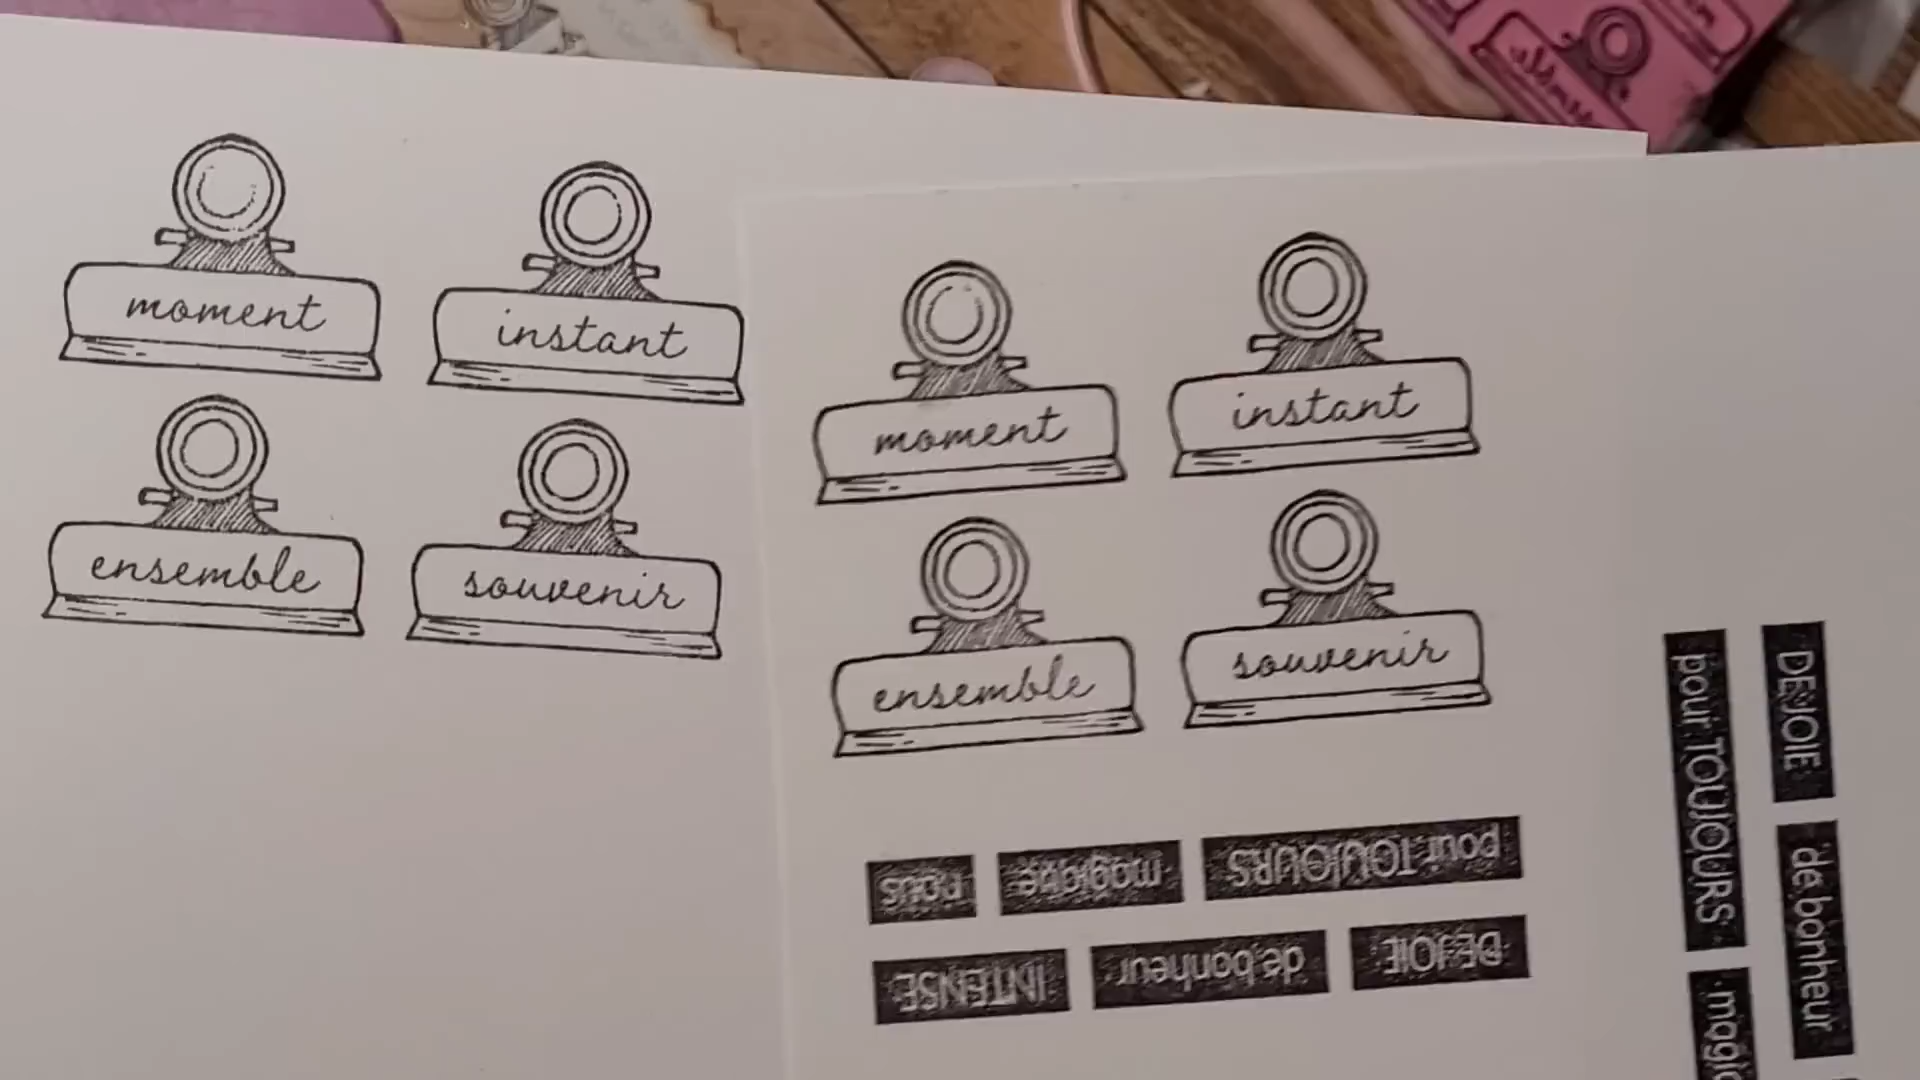 moment
instant
ensemble
souvenir
moment
instant
ensemble
souvenir
pour TOUJOURS
magique
nous
DE JOIE
de bonheur
INTENSE
DE JOIE
de bonheur
pour TOUJOURS